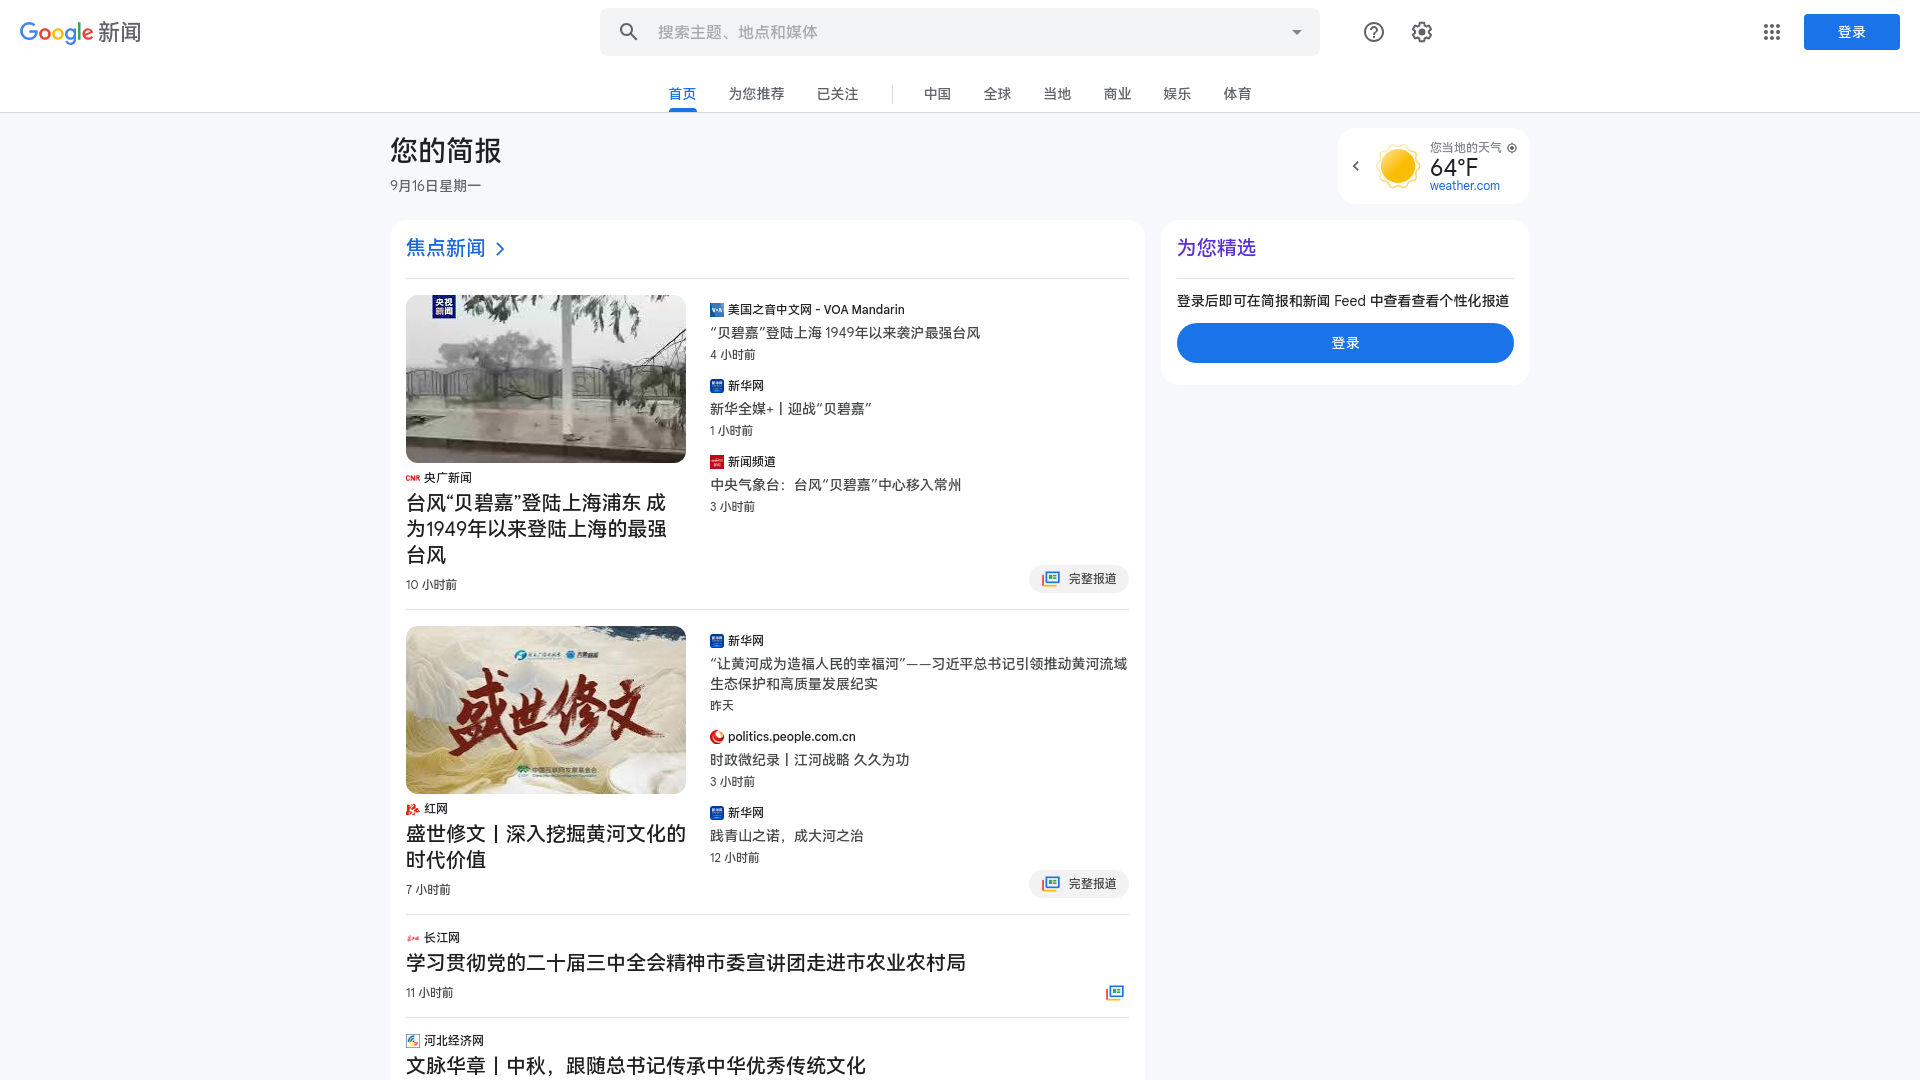 Google 新闻
搜索主题、地点和媒体
登录
首页
为您推荐
已关注
中国
全球
当地
商业
娱乐
体育
您的简报
9月16日星期一
您当地的天气
64°F
weather.com
焦点新闻
央视
新闻
CNR 央广新闻
台风“贝碧嘉”登陆上海浦东 成
为1949年以来登陆上海的最强
台风
10 小时前
VOA 美国之音中文网 - VOA Mandarin
“贝碧嘉”登陆上海 1949年以来袭沪最强台风
4 小时前
新华网
新华全媒+丨迎战“贝碧嘉”
1 小时前
新闻频道
中央气象台：台风“贝碧嘉”中心移入常州
3 小时前
完整报道
盛世修文
中国互联网发展基金会
红网
盛世修文丨深入挖掘黄河文化的
时代价值
7 小时前
新华网
“让黄河成为造福人民的幸福河”——习近平总书记引领推动黄河流域
生态保护和高质量发展纪实
昨天
politics.people.com.cn
时政微纪录丨江河战略 久久为功
3 小时前
新华网
践青山之诺，成大河之治
12 小时前
完整报道
长江网
学习贯彻党的二十届三中全会精神市委宣讲团走进市农业农村局
11 小时前
河北经济网
文脉华章丨中秋，跟随总书记传承中华优秀传统文化
为您精选
登录后即可在简报和新闻 Feed 中查看查看个性化报道
登录